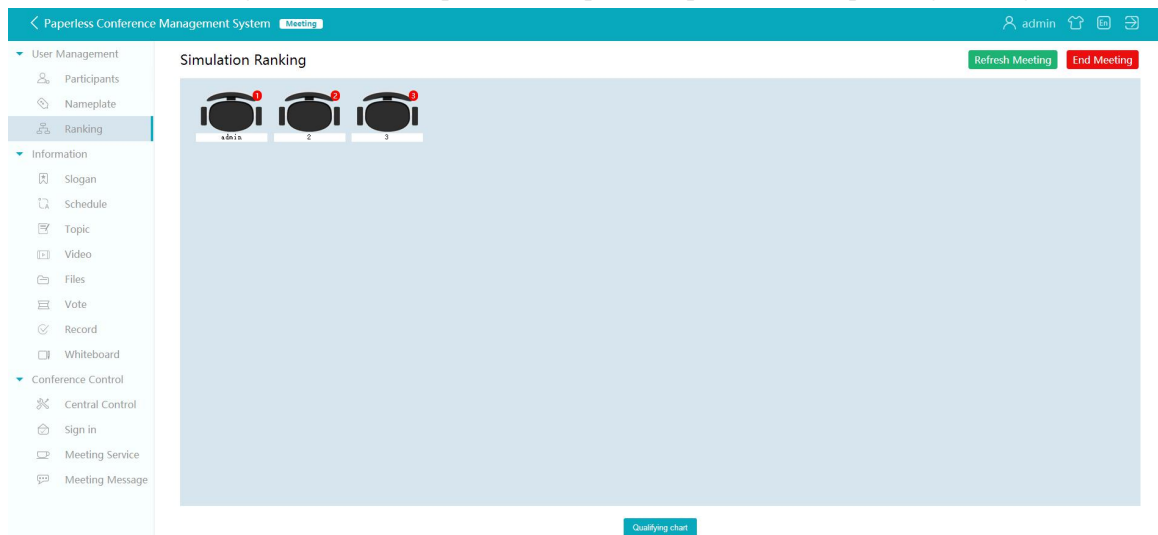 Paperless Conference Management System Meeting admin En
User Management
Participants
Nameplate
Ranking
Information
Slogan
Schedule
Topic
Video
Files
Vote
Record
Whiteboard
Conference Control
Central Control
Sign in
Meeting Service
Meeting Message
Simulation Ranking
Refresh Meeting End Meeting
1 2 3
admin 2 3
Qualifying chart